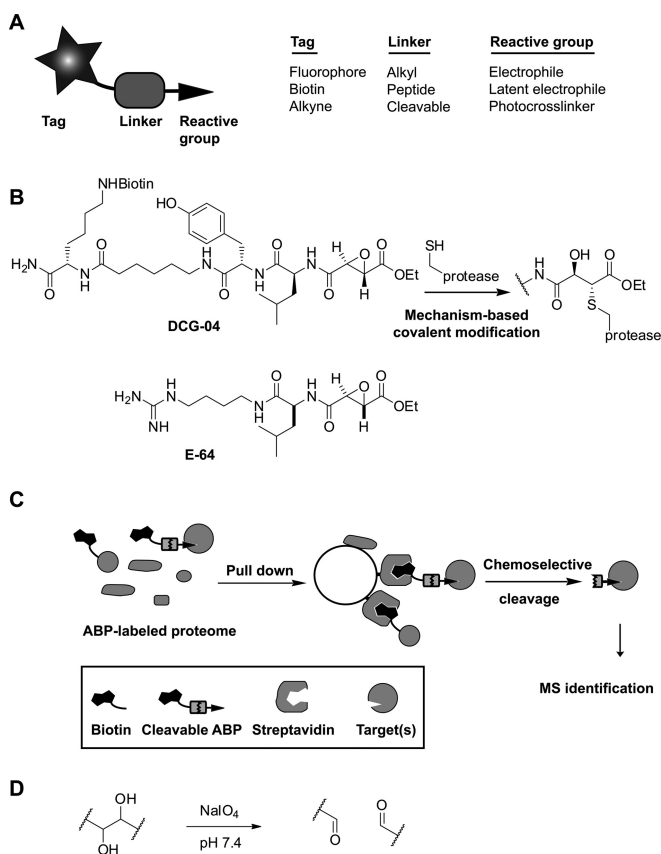 A
Tag Linker Reactive group
Fluorophore Alkyl Electrophile
Biotin Peptide Latent electrophile
Alkyne Cleavable Photocrosslinker
Tag Linker Reactive
group
B
NHBiotin
HO
H2N
O
N
H
O
H
N
O
N
H
O
H
N
O
H
O
H
O
OEt
DCG-04
SH
protease
Mechanism-based
covalent modification
H
N
O
OH
O
OEt
S
protease
H2N
NH
H
N
N
H
O
H
N
O
H
O
H
O
OEt
E-64
C
ABP-labeled proteome
Pull down
Chemoselective
cleavage
MS identification
Biotin Cleavable ABP Streptavidin Target(s)
D
OH
OH
NaIO4
pH 7.4
O
O